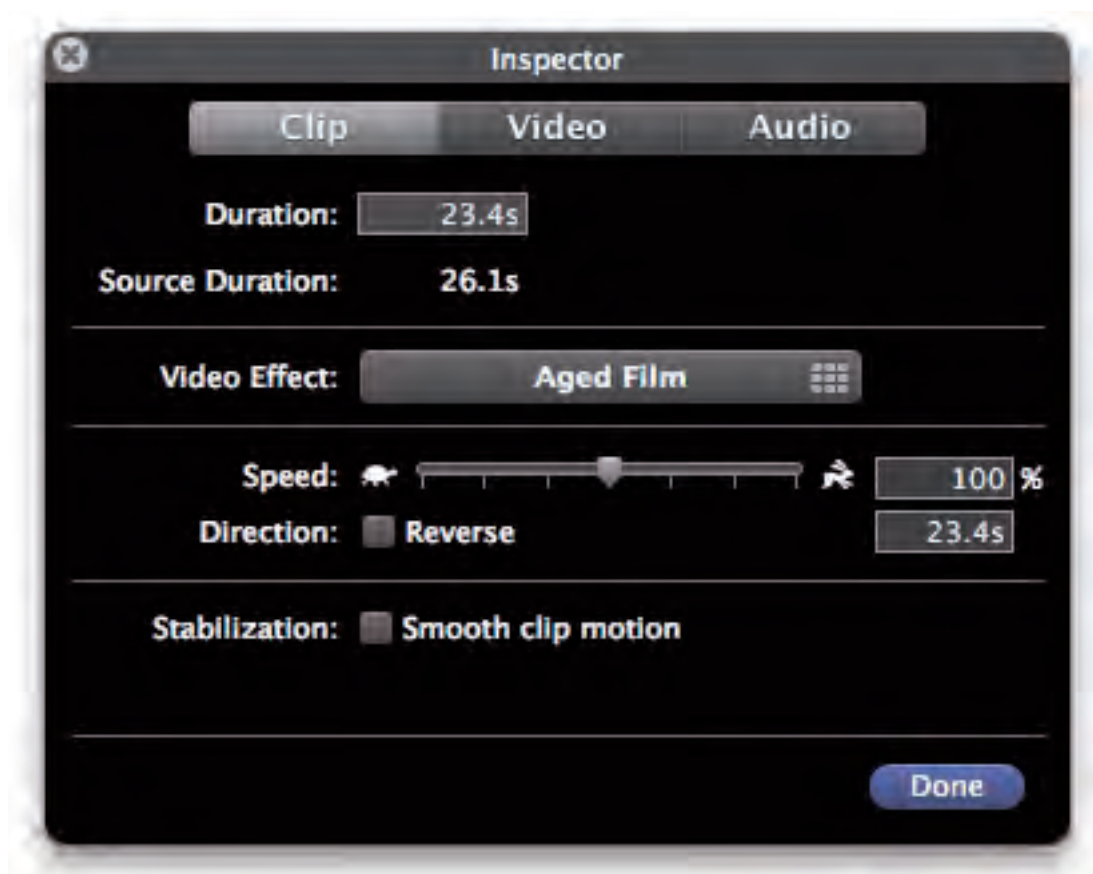 Inspector
Clip Video Audio
Duration: 23.4s
Source Duration: 26.1s
Video Effect: Aged Film
Speed: 100 %
Direction: Reverse 23.4s
Stabilization: Smooth clip motion
Done